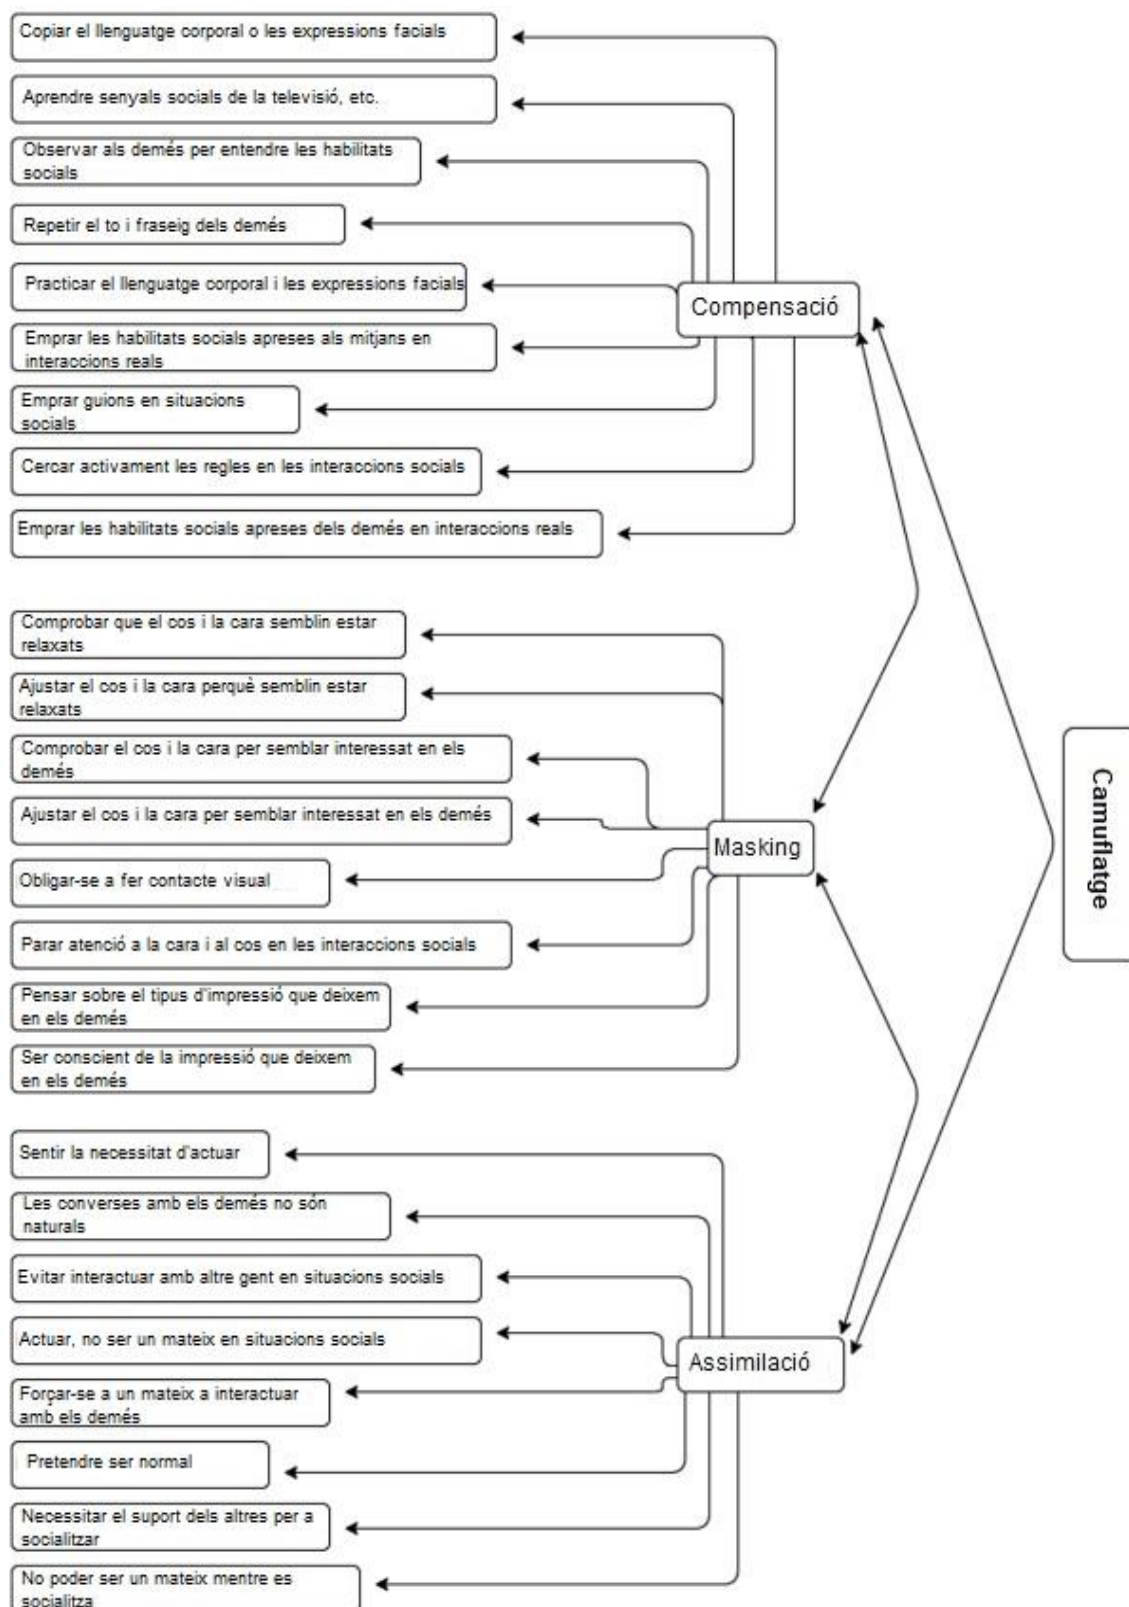 Copiar el llenguatge corporal o les expressions facials
Aprendre senyals socials de la televisió, etc.
Observar als demés per entendre les habilitats
socials
Repetir el to i fraseig dels demés
Practicar el llenguatge corporal i les expressions facials
Emprar les habilitats socials apreses als mitjans en
interaccions reals
Emprar guions en situacions
socials
Cercar activament les regles en les interaccions socials
Emprar les habilitats socials apreses dels demés en interaccions reals
Compensació
Comprobar que el cos i la cara semblin estar
relaxats
Ajustar el cos i la cara perquè semblin estar
relaxats
Comprobar el cos i la cara per semblar interessat en els
demés
Ajustar el cos i la cara per semblar interessat en els demés
Obligar-se a fer contacte visual
Parar atenció a la cara i al cos en les interaccions socials
Pensar sobre el tipus d'impressió que deixem
en els demés
Ser conscient de la impressió que deixem
en els demés
Masking
Sentir la necessitat d'actuar
Les converses amb els demés no són
naturals
Evitar interactuar amb altre gent en situacions socials
Actuar, no ser un mateix en situacions socials
Forçar-se a un mateix a interactuar
amb els demés
Pretendre ser normal
Necessitar el suport dels altres per a
socialitzar
No poder ser un mateix mentre es
socialitza
Assimilació
Camuflatge